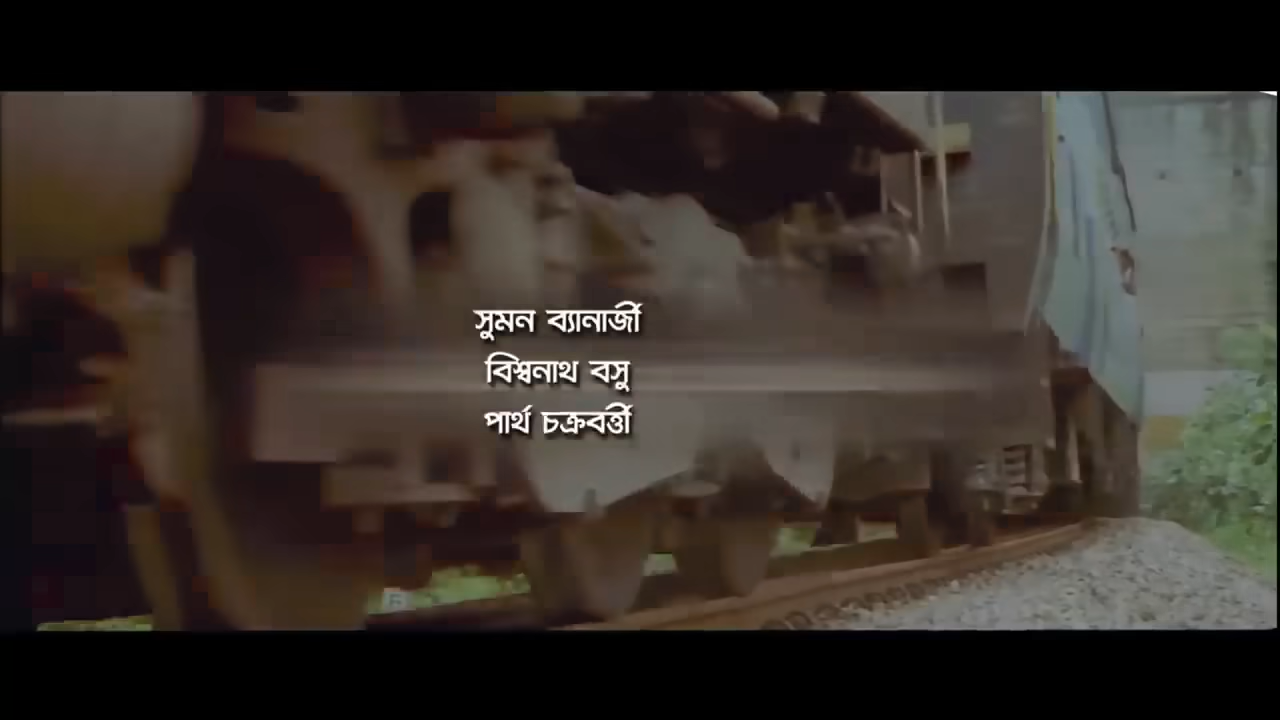 সুমন ব্যানার্জী
বিশ্বনাথ বসু
পার্থ চক্রবর্ত্তী